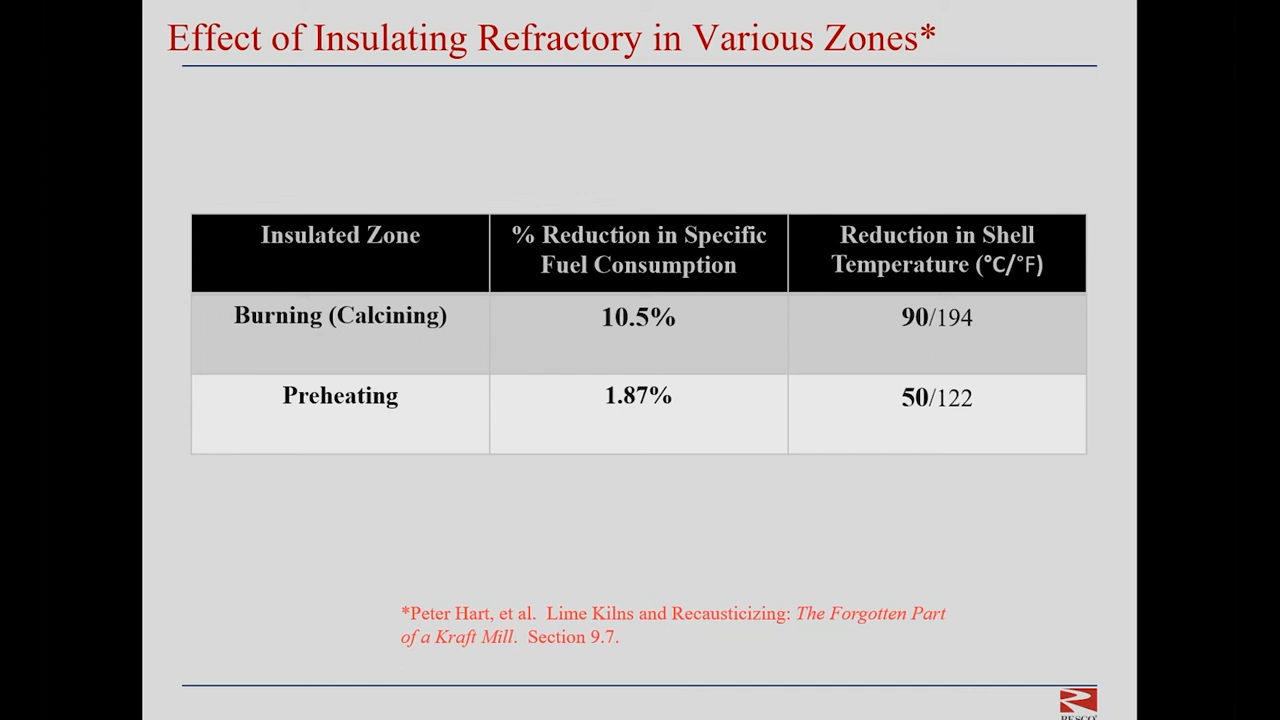 Effect of Insulating Refractory in Various Zones*
Insulated Zone
% Reduction in Specific
Fuel Consumption
Reduction in Shell
Temperature (°C/°F)
Burning (Calcining)
10.5%
90/194
Preheating
1.87%
50/122
*Peter Hart, et al.  Lime Kilns and Recausticizing: The Forgotten Part
of a Kraft Mill.  Section 9.7.
RESCO